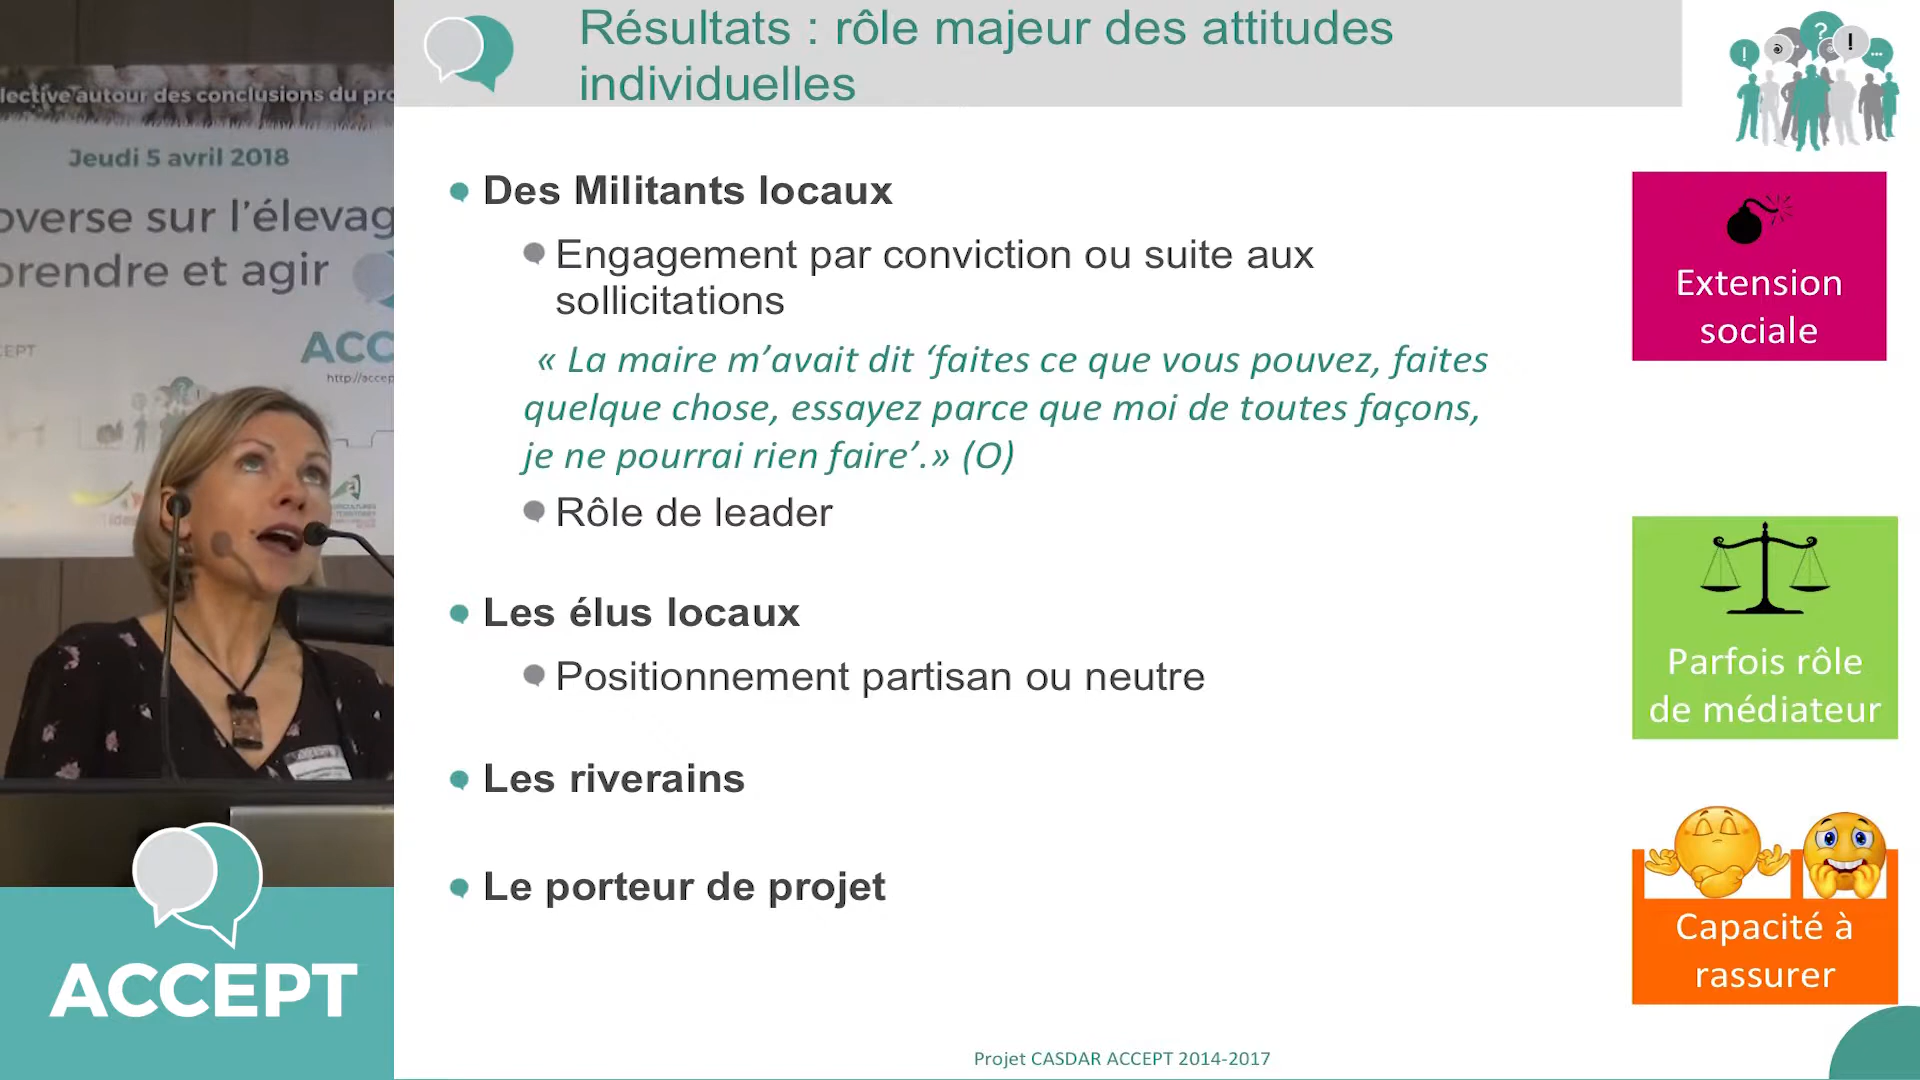 Résultats : rôle majeur des attitudes
individuelles
lective autour des conclusions du pro
Jeudi 5 avril 2018
overse sur l'élevag
prendre et agir
CEPT
ACC
http://accep
Des Militants locaux
Engagement par conviction ou suite aux
sollicitations
« La maire m’avait dit ‘faites ce que vous pouvez, faites
quelque chose, essayez parce que moi de toutes façons,
je ne pourrai rien faire’.» (O)
Rôle de leader
Les élus locaux
Positionnement partisan ou neutre
Les riverains
Le porteur de projet
Extension
sociale
Parfois rôle
de médiateur
Capacité à
rassurer
ACCEPT
Projet CASDAR ACCEPT 2014-2017